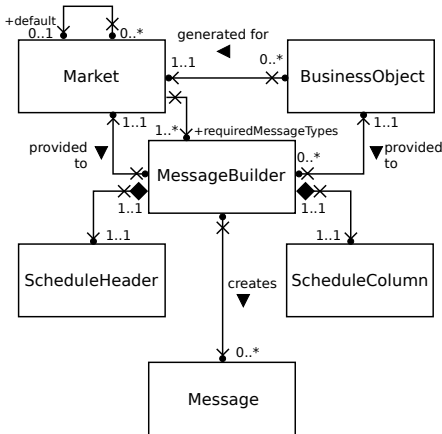 +default
0..1
0..*
generated for
1..1
0..*
Market
BusinessObject
1..1
1..*
+requiredMessageTypes
1..1
provided
to
0..*
provided
to
MessageBuilder
1..1
1..1
1..1
1..1
ScheduleHeader
ScheduleColumn
creates
0..*
Message